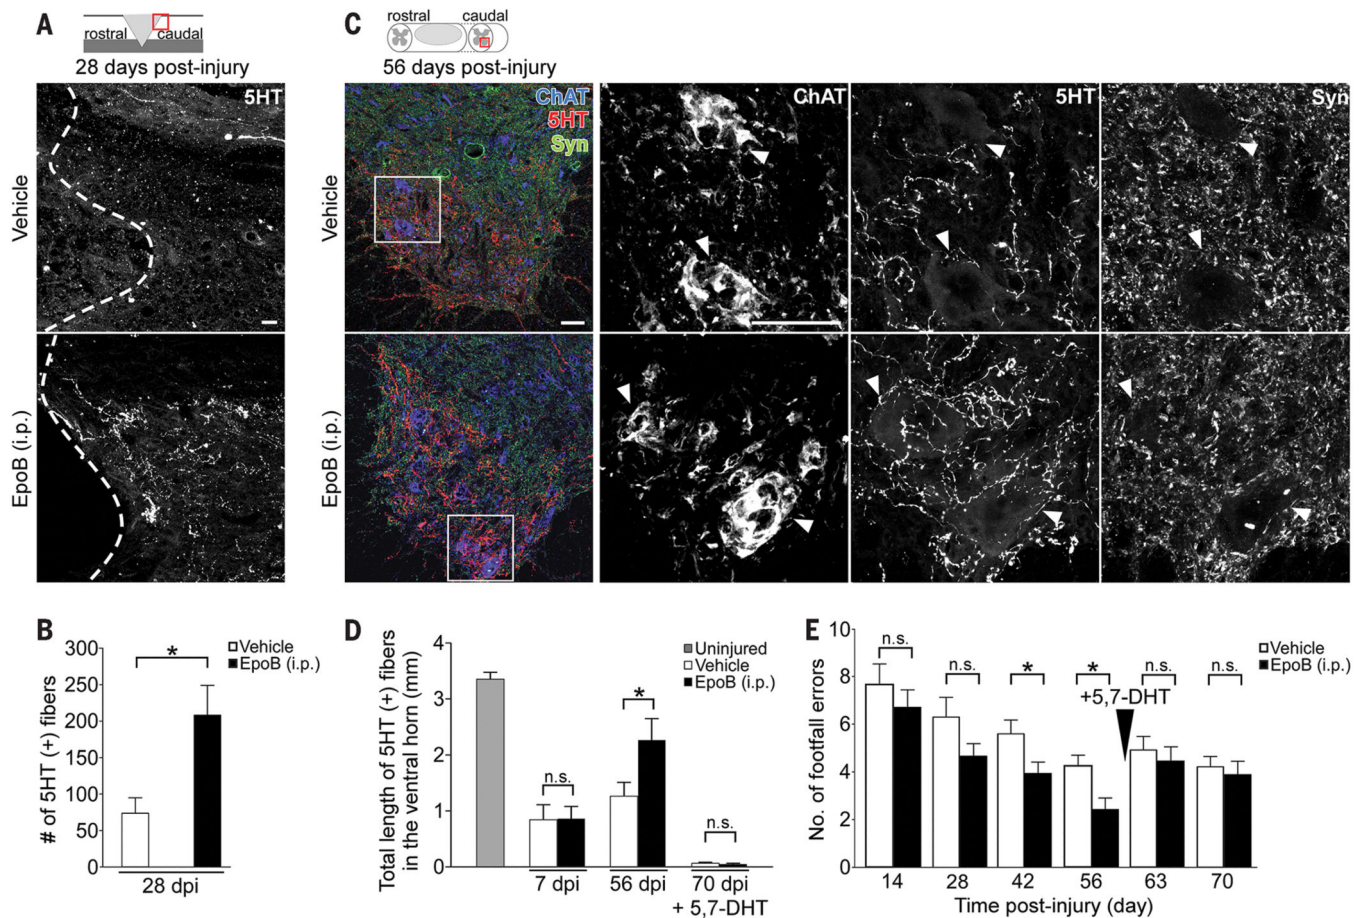 A
rostral
caudal
28 days post-injury
5HT
Vehicle
EpoB (i.p.)
C
rostral
caudal
56 days post-injury
ChAT
5HT
Syn
ChAT
5HT
Syn
Vehicle
EpoB (i.p.)
B
# of 5HT (+) fibers
300
250
200
150
100
50
0
*
Vehicle
EpoB (i.p.)
28 dpi
D
Total length of 5HT (+) fibers
in the ventral horn (mm)
4
3
2
1
0
n.s.
*
n.s.
Uninjured
Vehicle
EpoB (i.p.)
7 dpi
56 dpi
70 dpi
+ 5,7-DHT
E
No. of footfall errors
10
8
6
4
2
0
n.s.
n.s.
*
*
n.s.
n.s.
+5,7-DHT
Vehicle
EpoB (i.p.)
14
28
42
56
63
70
Time post-injury (day)